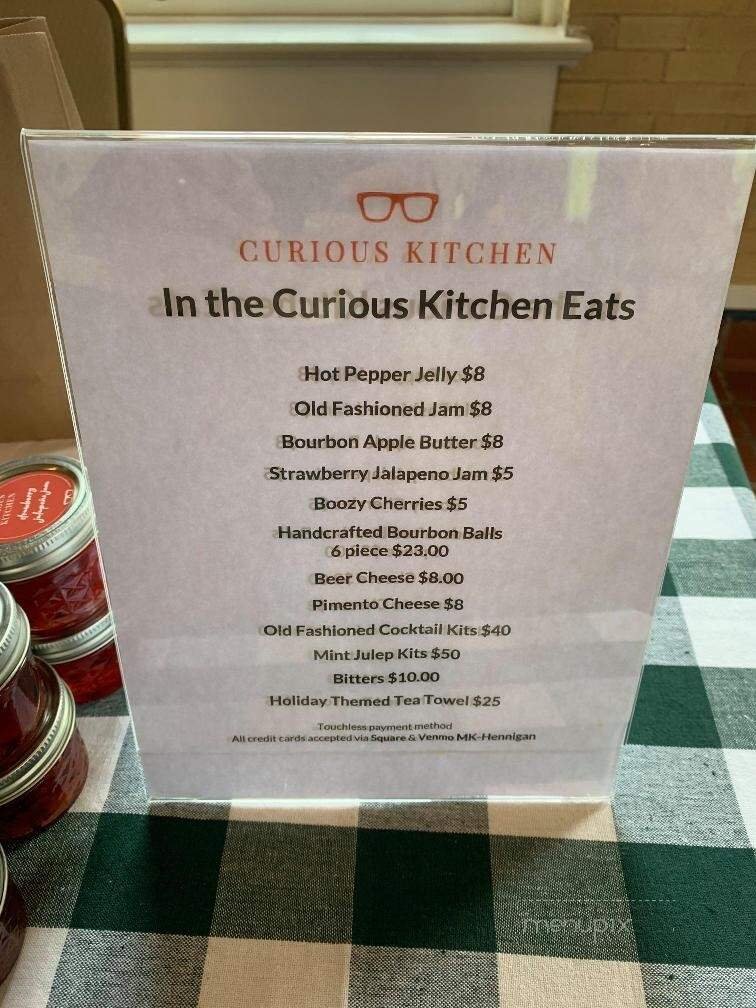 CURIOUS KITCHEN
In the Curious Kitchen Eats
Hot Pepper Jelly $8
Old Fashioned Jam $8
Bourbon Apple Butter $8
Strawberry Jalapeno Jam $5
Boozy Cherries $5
Handcrafted Bourbon Balls
6 piece $23.00
Beer Cheese $8.00
Pimento Cheese $8
Old Fashioned Cocktail Kits $40
Mint Julep Kits $50
Bitters $10.00
Holiday Themed Tea Towel $25
Touchless payment method
All credit cards accepted via Square & Venmo MK-Hennigan
KITCHEN
menupix